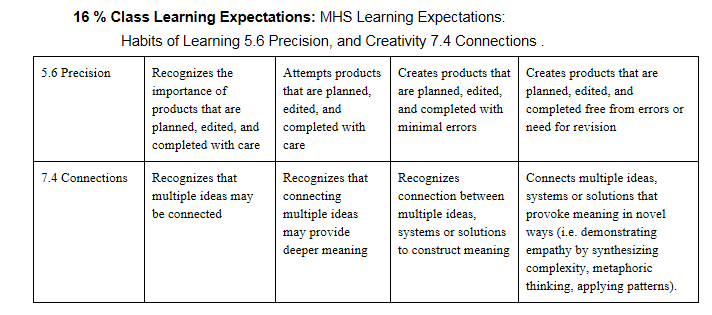 16 % Class Learning Expectations: MHS Learning Expectations:
Habits of Learning 5.6 Precision, and Creativity 7.4 Connections .
5.6 Precision
Recognizes the
importance of
products that are
planned, edited, and
completed with care
Attempts products
that are planned,
edited, and
completed with
care
Creates products that
are planned, edited,
and completed with
minimal errors
Creates products that are
planned, edited, and
completed free from errors or
need for revision
7.4 Connections
Recognizes that
multiple ideas may
be connected
Recognizes that
connecting
multiple ideas
may provide
deeper meaning
Recognizes
connection between
multiple ideas,
systems or solutions
to construct meaning
Connects multiple ideas,
systems or solutions that
provoke meaning in novel
ways (i.e. demonstrating
empathy by synthesizing
complexity, metaphoric
thinking, applying patterns).